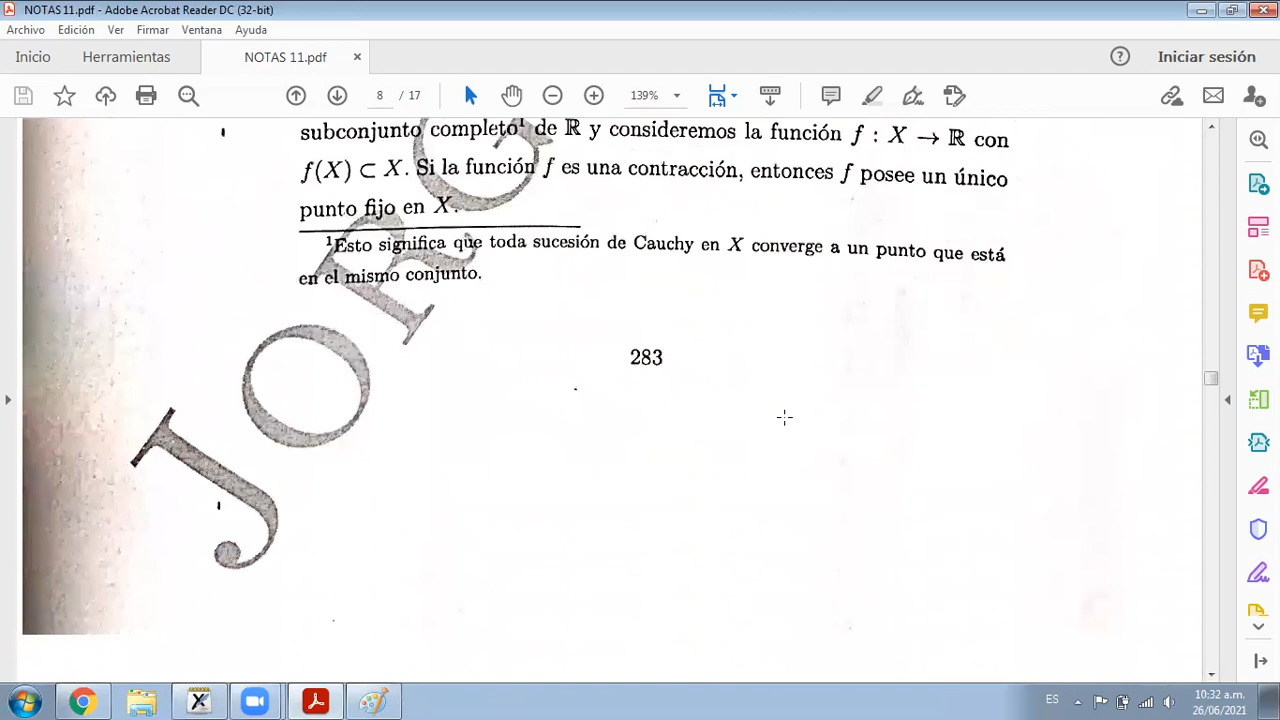 NOTAS 11.pdf - Adobe Acrobat Reader DC (32-bit)
Archivo Edición Ver Firmar Ventana Ayuda
Inicio Herramientas NOTAS 11.pdf × Iniciar sesión
8 / 17 139%
subconjunto completo¹ de ℝ y consideremos la función f : X → ℝ con
f(X) ⊂ X. Si la función f es una contracción, entonces f posee un único
punto fijo en X.
¹Esto significa que toda sucesión de Cauchy en X converge a un punto que está
en el mismo conjunto.
283
JORG
ES 10:32 a.m.
26/06/2021